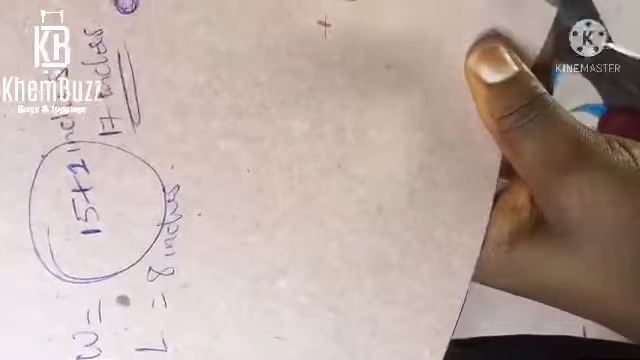 KB
KhemBuzz
Bags & luggage
W = 15+2 inches
17 inches
L = 8 inches.
K
KINEMASTER